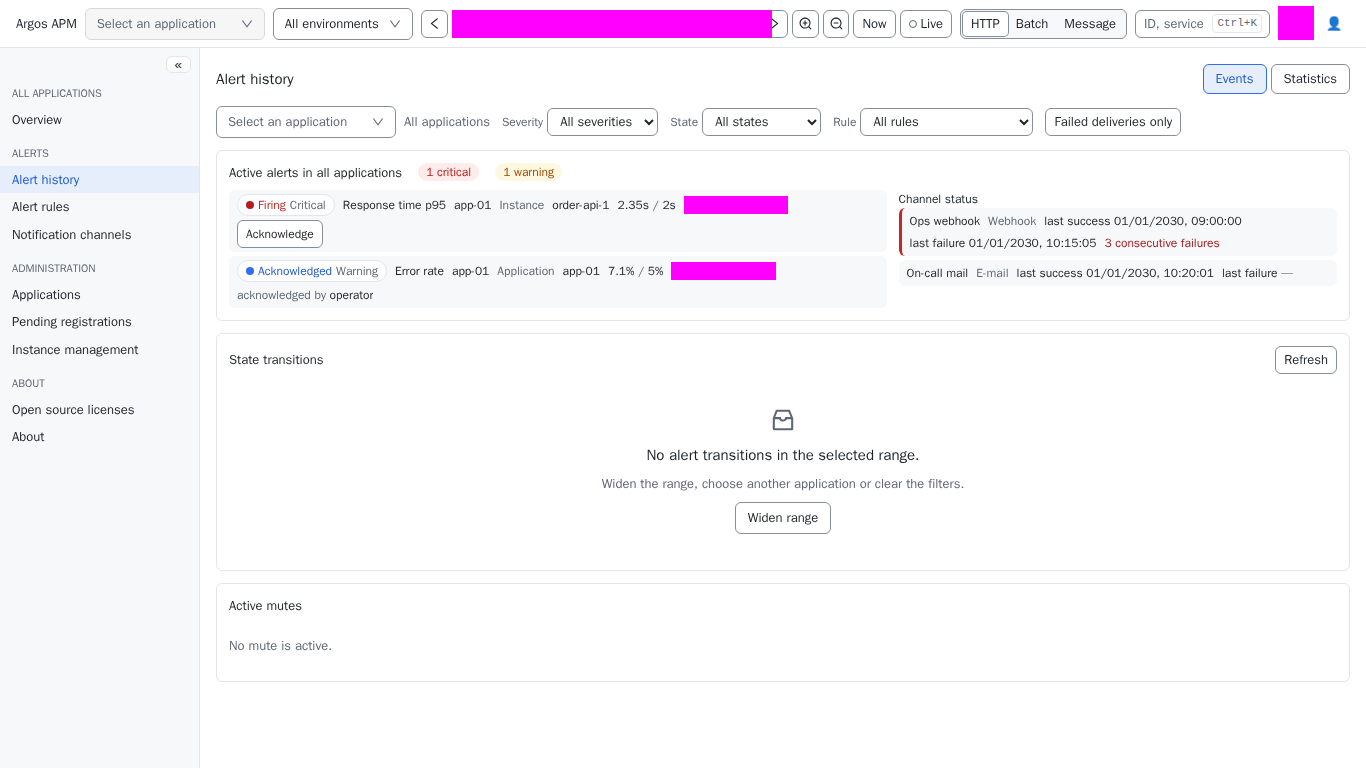 Argos APM Select an application All environments Now Live HTTP Batch Message ID, service Ctrl+K
«
ALL APPLICATIONS
Overview
ALERTS
Alert history
Alert rules
Notification channels
ADMINISTRATION
Applications
Pending registrations
Instance management
ABOUT
Open source licenses
About
Alert history Events Statistics
Select an application All applications Severity All severities State All states Rule All rules Failed deliveries only
Active alerts in all applications 1 critical 1 warning
Firing Critical Response time p95 app-01 Instance order-api-1 2.35s / 2s
Acknowledge
Acknowledged Warning Error rate app-01 Application app-01 7.1% / 5%
acknowledged by operator
Channel status
Ops webhook Webhook last success 01/01/2030, 09:00:00
last failure 01/01/2030, 10:15:05 3 consecutive failures
On-call mail E-mail last success 01/01/2030, 10:20:01 last failure —
State transitions Refresh
No alert transitions in the selected range.
Widen the range, choose another application or clear the filters.
Widen range
Active mutes
No mute is active.